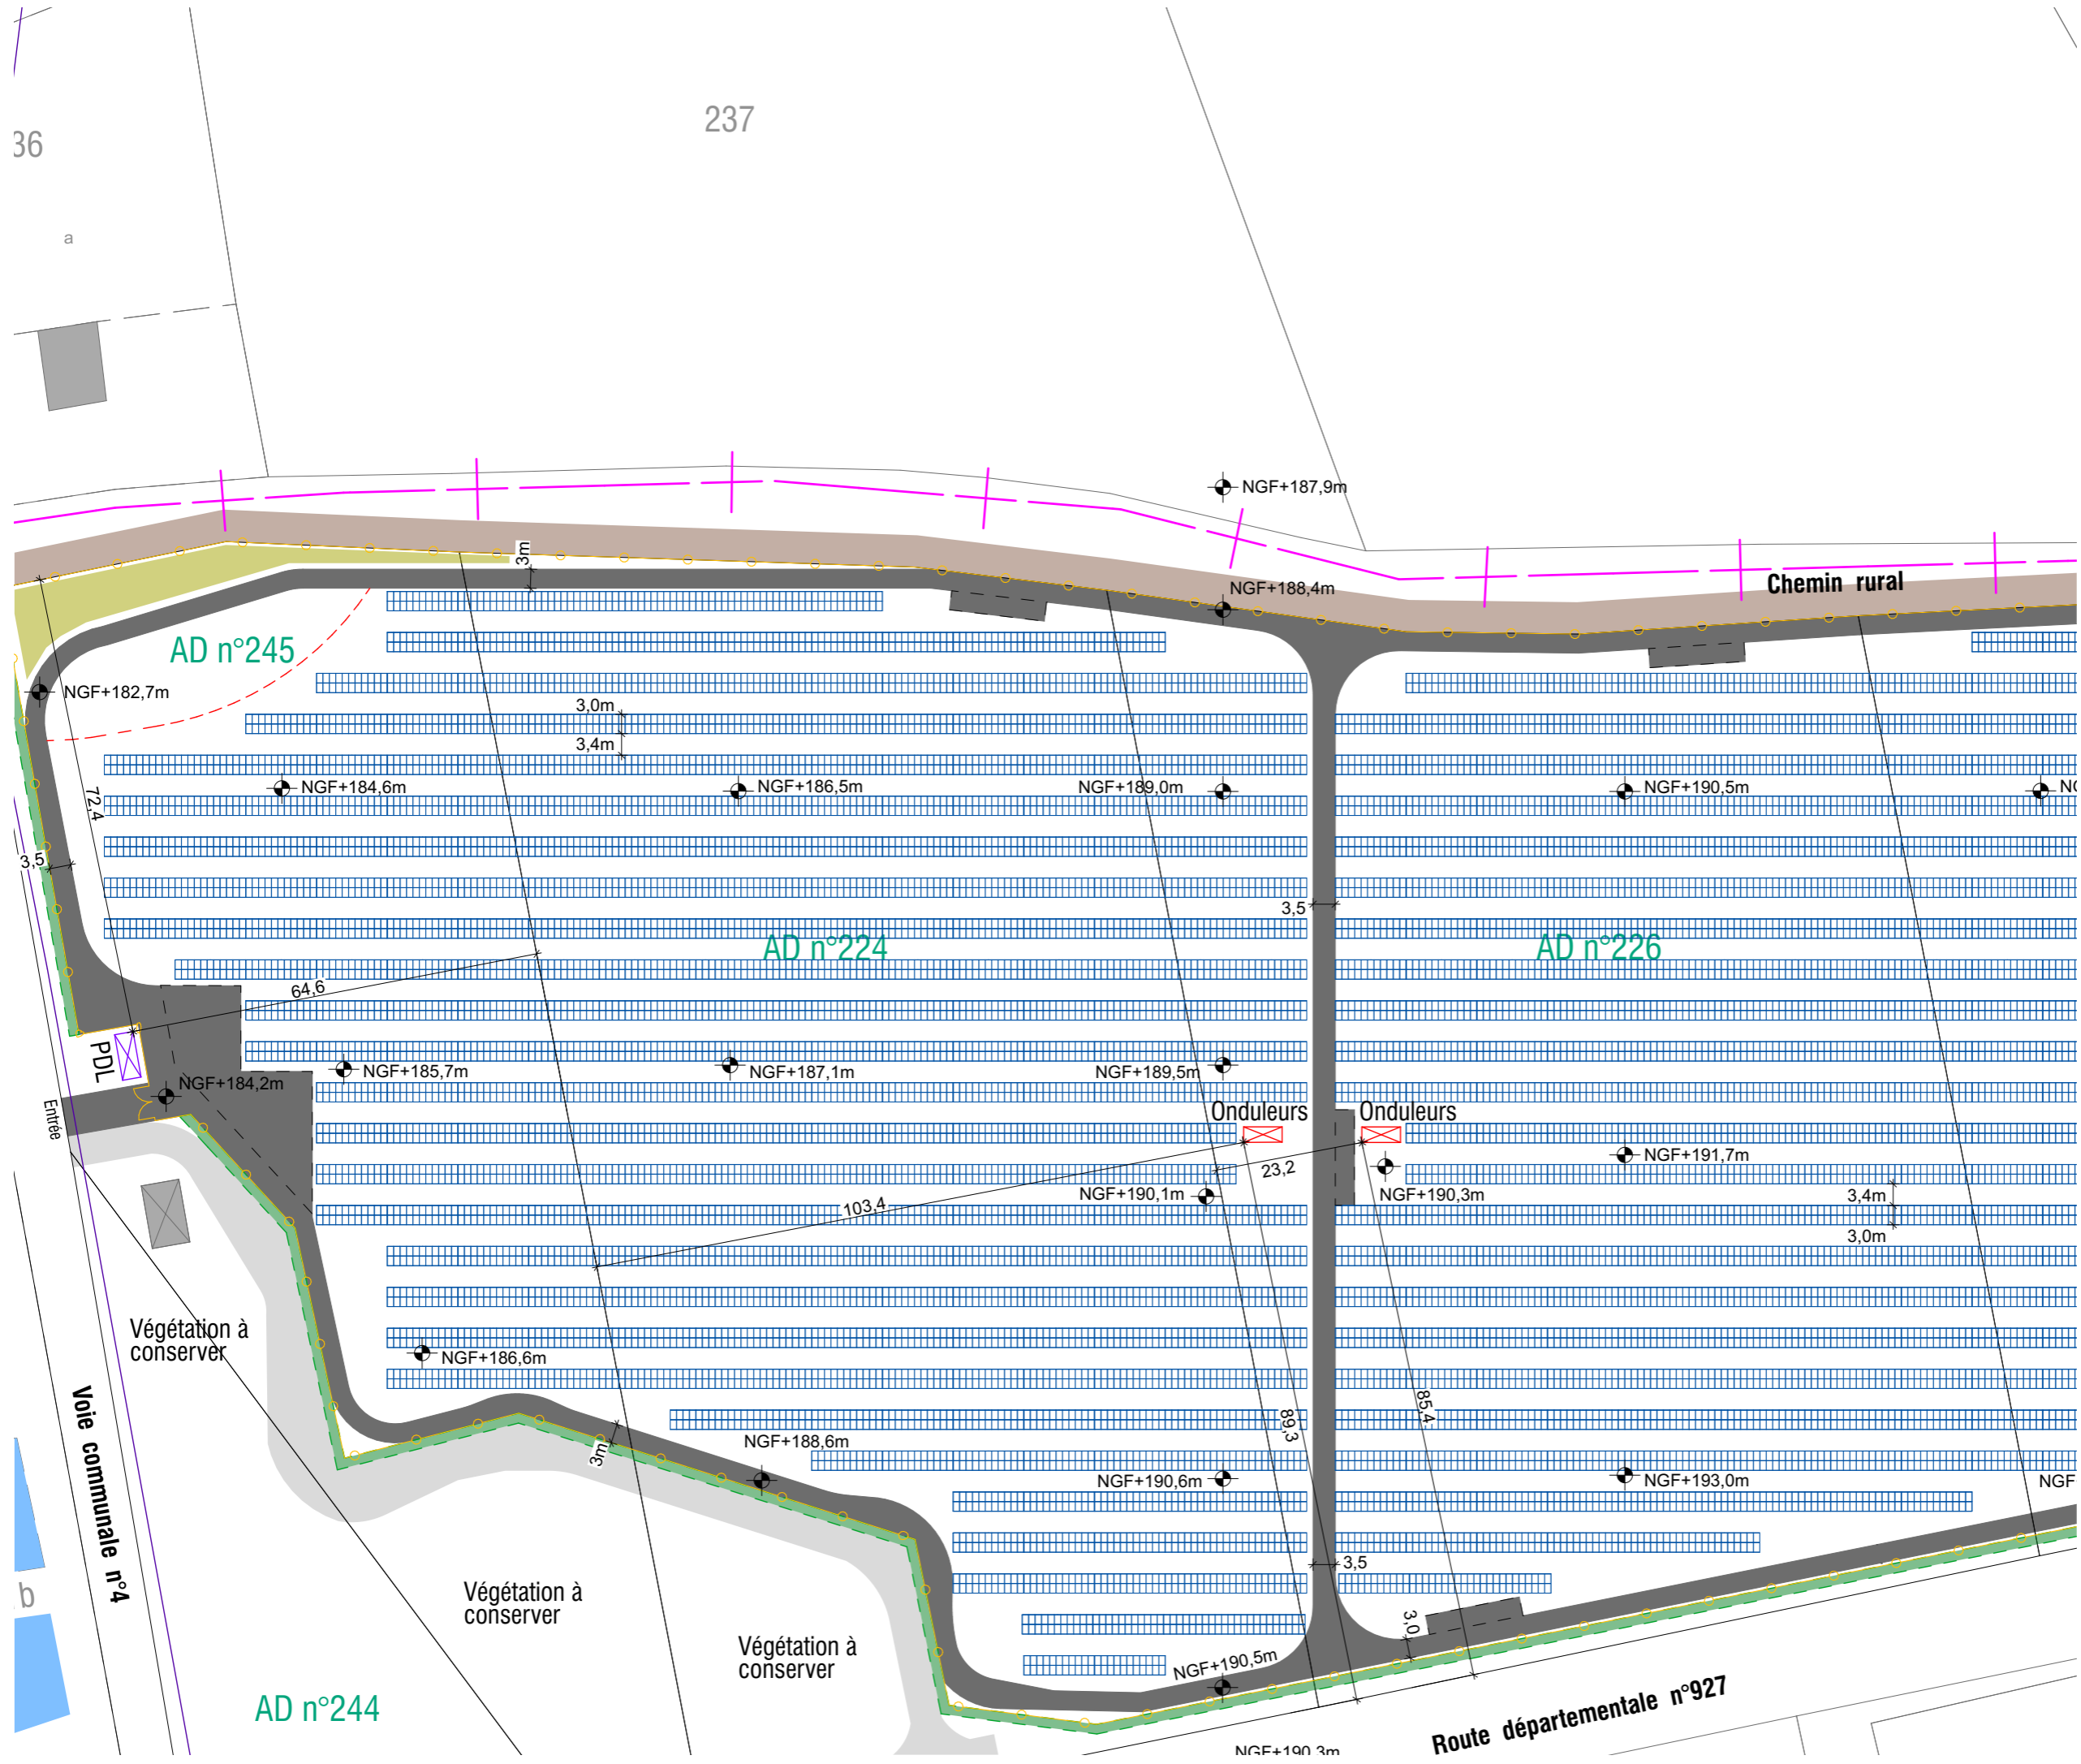 237
36
a
NGF+187,9m
3m
NGF+188,4m
Chemin rural
AD n°245
NGF+182,7m
3,0m
3,4m
72,4
NGF+184,6m
NGF+186,5m
NGF+189,0m
NGF+190,5m
3,5
3,5
AD n°224
AD n°226
64,6
PDL
NGF+185,7m
NGF+187,1m
NGF+189,5m
NGF+184,2m
Entrée
Onduleurs
Onduleurs
NGF+191,7m
23,2
NGF+190,1m
NGF+190,3m
3,4m
103,4
3,0m
Végétation à
conserver
NGF+186,6m
Voie communale n°4
89,3
85,4
NGF+188,6m
3m
NGF+190,6m
NGF+193,0m
NGF
3,5
b
Végétation à
conserver
3,0
Végétation à
conserver
NGF+190,5m
AD n°244
Route départementale n°927
NGF+190,3m